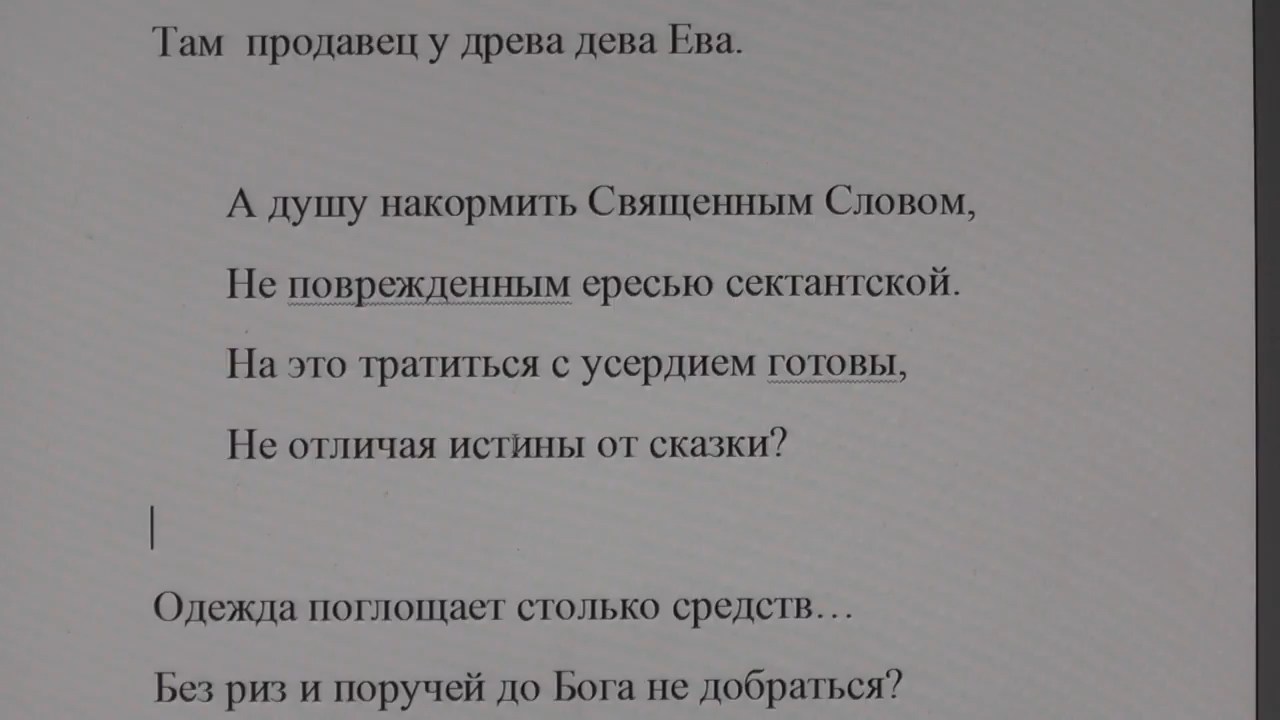 Там  продавец у древа дева Ева.
А душу накормить Священным Словом,
Не поврежденным ересью сектантской.
На это тратиться с усердием готовы,
Не отличая истины от сказки?
Одежда поглощает столько средств…
Без риз и поручей до Бога не добраться?